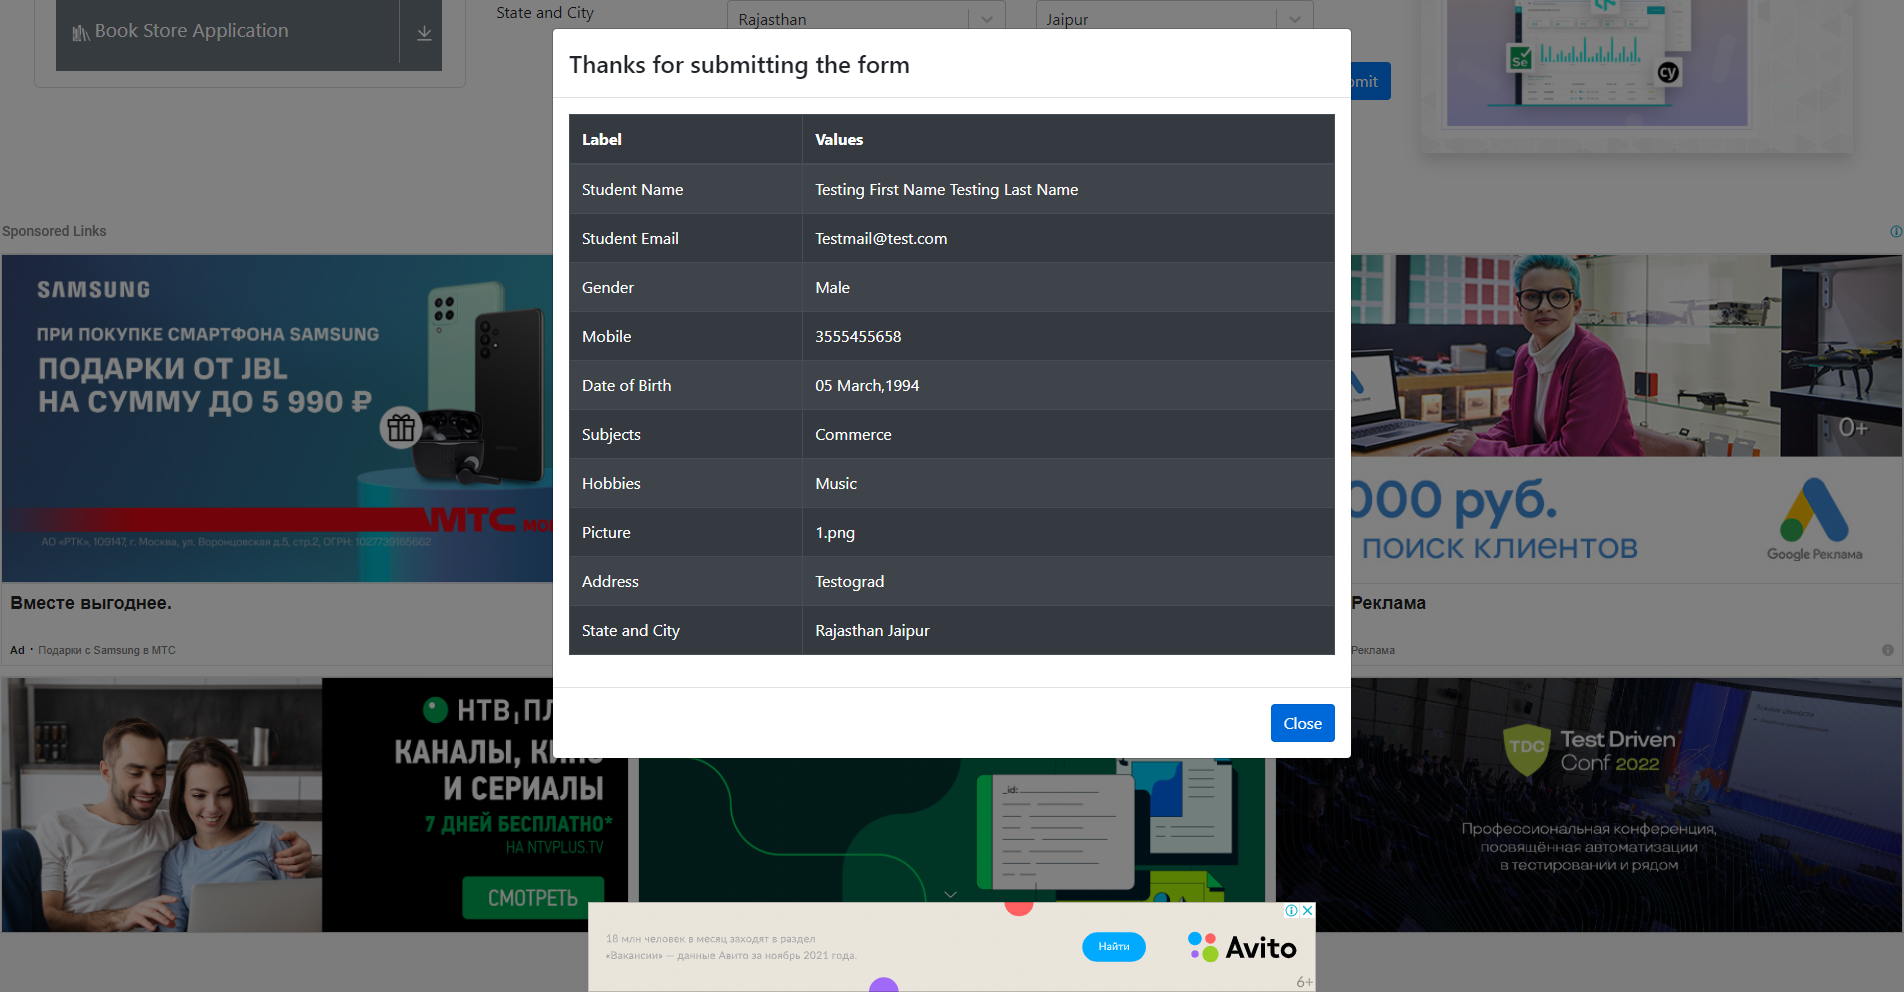 Book Store Application
State and City
Rajasthan
Jaipur
Thanks for submitting the form
Label Values
Student Name Testing First Name Testing Last Name
Student Email Testmail@test.com
Gender Male
Mobile 3555455658
Date of Birth 05 March,1994
Subjects Commerce
Hobbies Music
Picture 1.png
Address Testograd
State and City Rajasthan Jaipur
Close
mit
Se
cy
Sponsored Links
SAMSUNG
ПРИ ПОКУПКЕ СМАРТФОНА SAMSUNG
ПОДАРКИ ОТ JBL
НА СУММУ ДО 5 990 ₽
МТС
АО «РТК», 109147, г. Москва, ул. Воронцовская д.5, стр.2, ОГРН: 1027739165662
Вместе выгоднее.
Ad · Подарки с Samsung в МТС
0+
000 руб.
ПОИСК КЛИЕНТОВ
Google Реклама
Реклама
Реклама
НТВ ПЛ
КАНАЛЫ, КИНО
И СЕРИАЛЫ
7 ДНЕЙ БЕСПЛАТНО*
НА NTVPLUS.TV
СМОТРЕТЬ
_id:
TDC
Test Driven
Conf 2022
Профессиональная конференция,
посвящённая автоматизации
в тестировании и рядом
18 млн человек в месяц заходят в раздел
«Вакансии» — данные Авито за ноябрь 2021 года.
Найти
Avito
6+